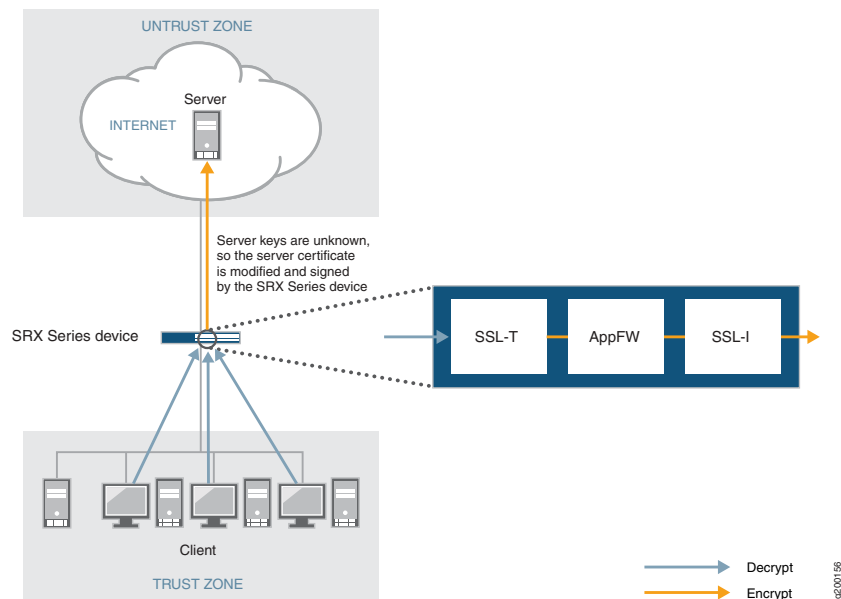 UNTRUST ZONE
Server
INTERNET
Server keys are unknown,
so the server certificate
is modified and signed
by the SRX Series device
SRX Series device
SSL-T
AppFW
SSL-I
Client
TRUST ZONE
Decrypt
Encrypt
g200156